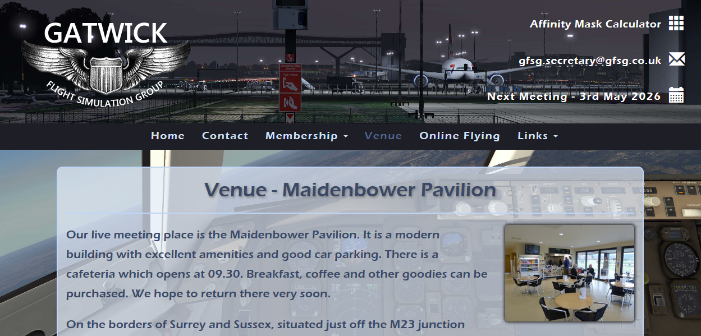 GATWICK
FLIGHT SIMULATION GROUP
Affinity Mask Calculator
gfsg.secretary@gfsg.co.uk
Next Meeting - 3rd May 2026
Home Contact Membership Venue Online Flying Links
Venue - Maidenbower Pavilion
Our live meeting place is the Maidenbower Pavilion. It is a modern
building with excellent amenities and good car parking. There is a
cafeteria which opens at 09.30. Breakfast, coffee and other goodies can be
purchased. We hope to return there very soon.
On the borders of Surrey and Sussex, situated just off the M23 junction